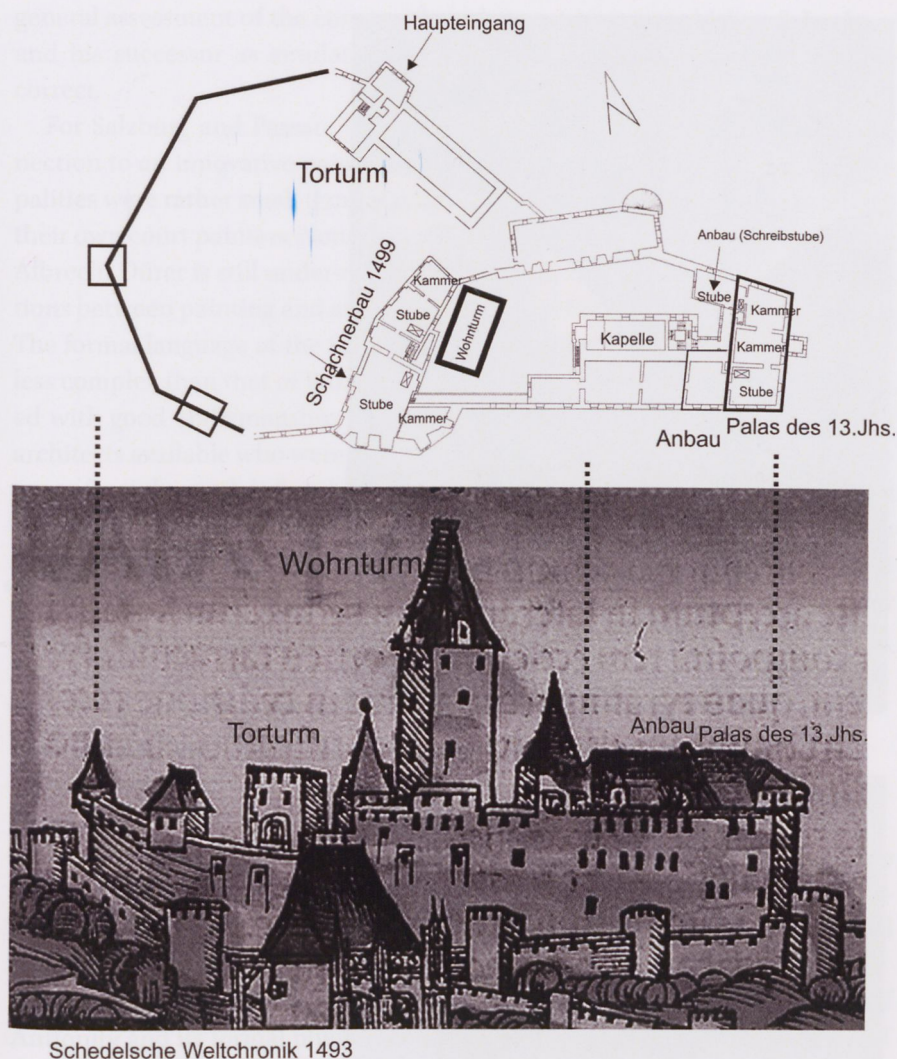 Haupteingang
Torturm
Anbau (Schreibstube)
Schachnerbau 1499
Kammer
Stube
Wohnturm
Stube
Kammer
Kapelle
Kammer
Stube
Stube
Kammer
Anbau
Palas des 13.Jhs.
Wohnturm
Torturm
Anbau
Palas des 13.Jhs.
Schedelsche Weltchronik 1493